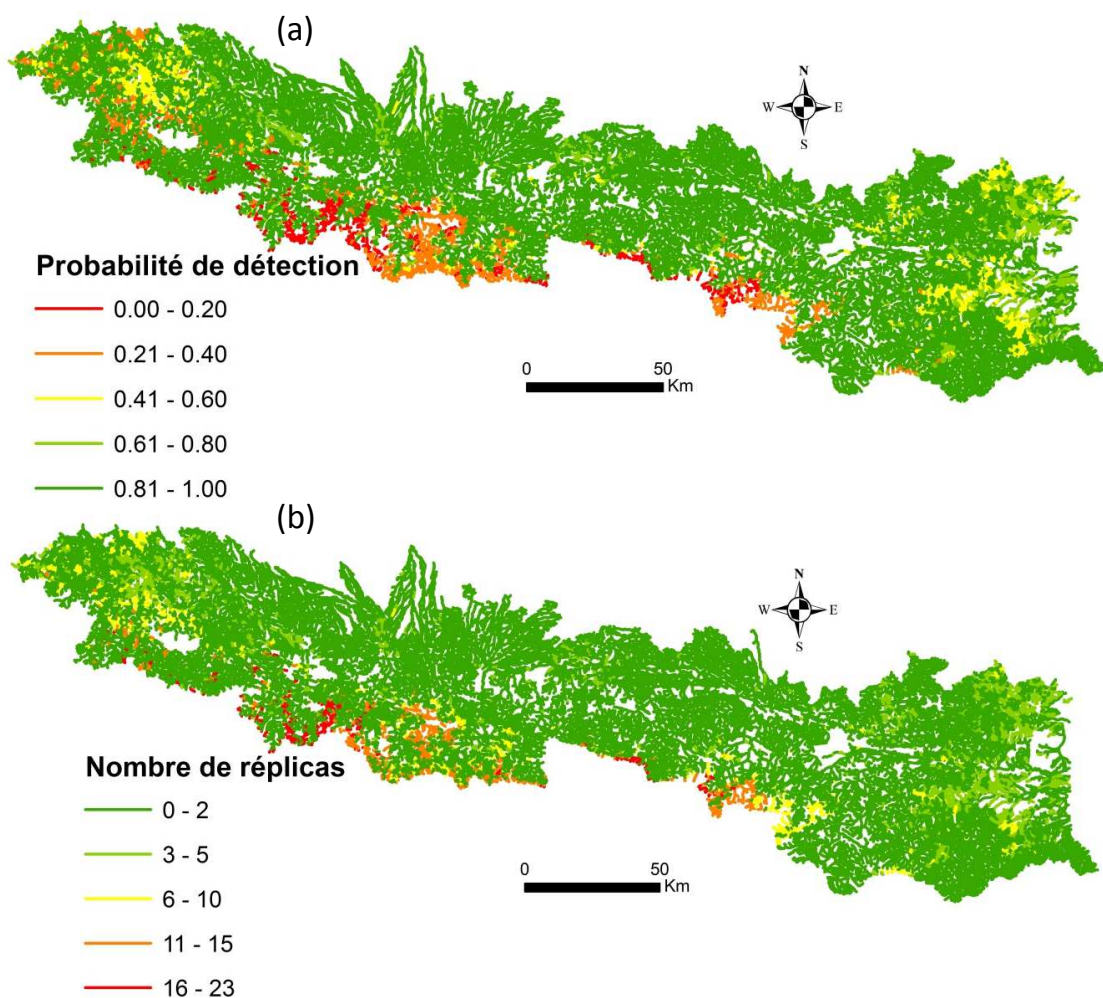 (a)
N
W E
S
Probabilité de détection
0.00 - 0.20
0.21 - 0.40
0.41 - 0.60
0.61 - 0.80
0.81 - 1.00
0 50
Km
(b)
N
W E
S
Nombre de réplicas
0 - 2
3 - 5
6 - 10
11 - 15
16 - 23
0 50
Km